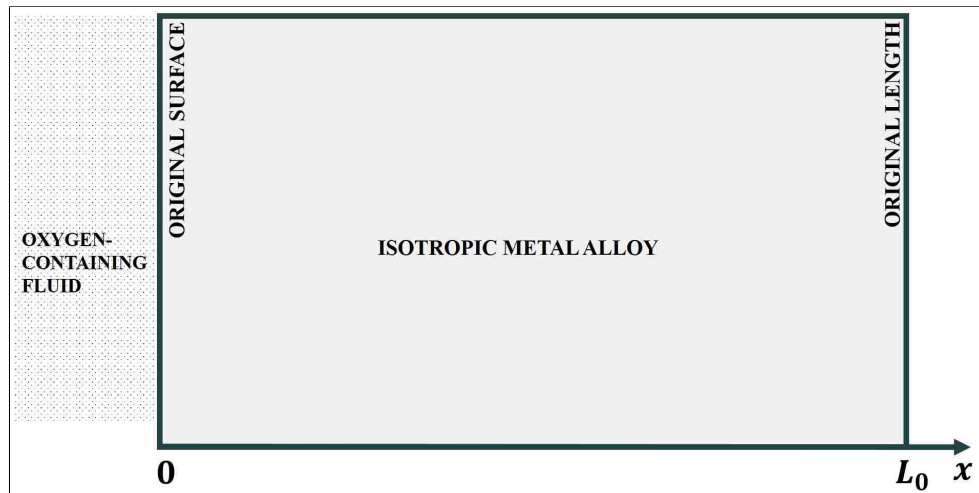 ORIGINAL SURFACE
ORIGINAL LENGTH
OXYGEN-
CONTAINING
FLUID
ISOTROPIC METAL ALLOY
0
L₀
x